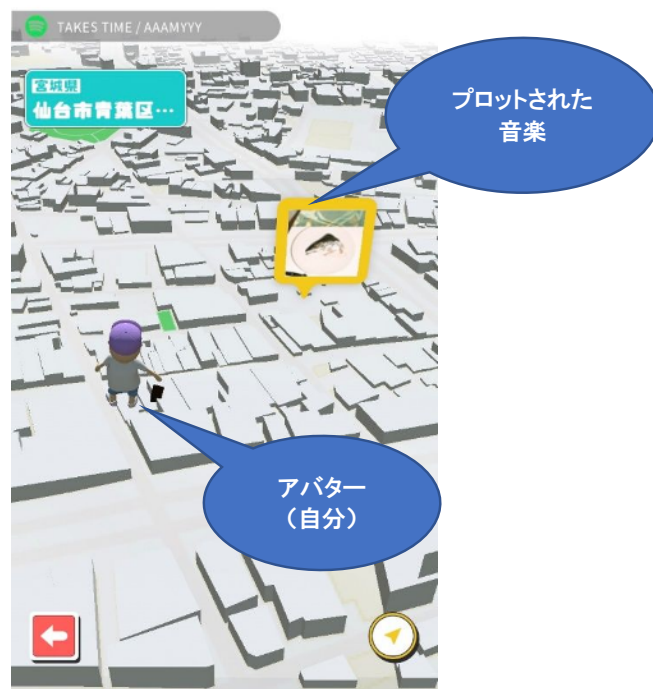 TAKES TIME / AAAMYYY
宮城県
仙台市青葉区…
プロットされた
音楽
アバター
（自分）